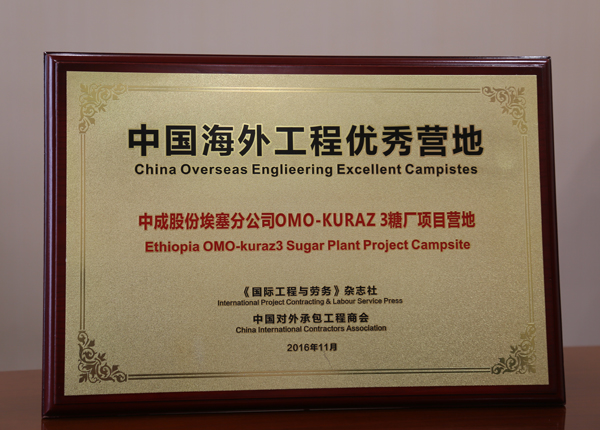 中国海外工程优秀营地
China Overseas Englieering Excellent Campistes
中成股份埃塞分公司OMO-KURAZ 3糖厂项目营地
Ethiopia OMO-kuraz3 Sugar Plant Project Campsite
《国际工程与劳务》杂志社
International Project Contracting & Labour Service Press
中国对外承包工程商会
China International Contractors Association
2016年11月